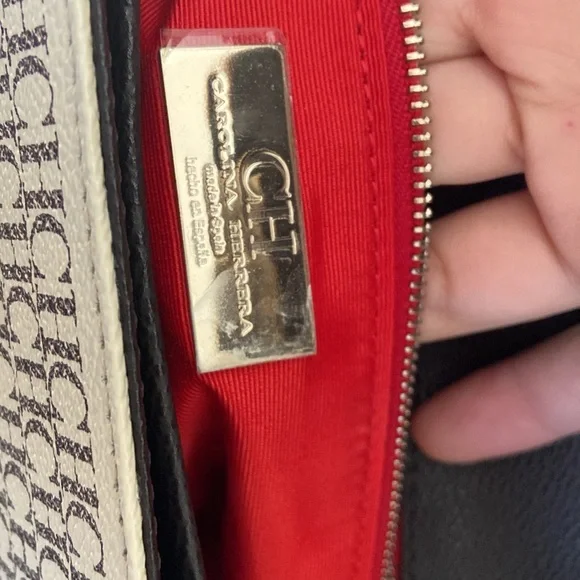 CH
CAROLINA HERRERA
made in Spain
hecho en España